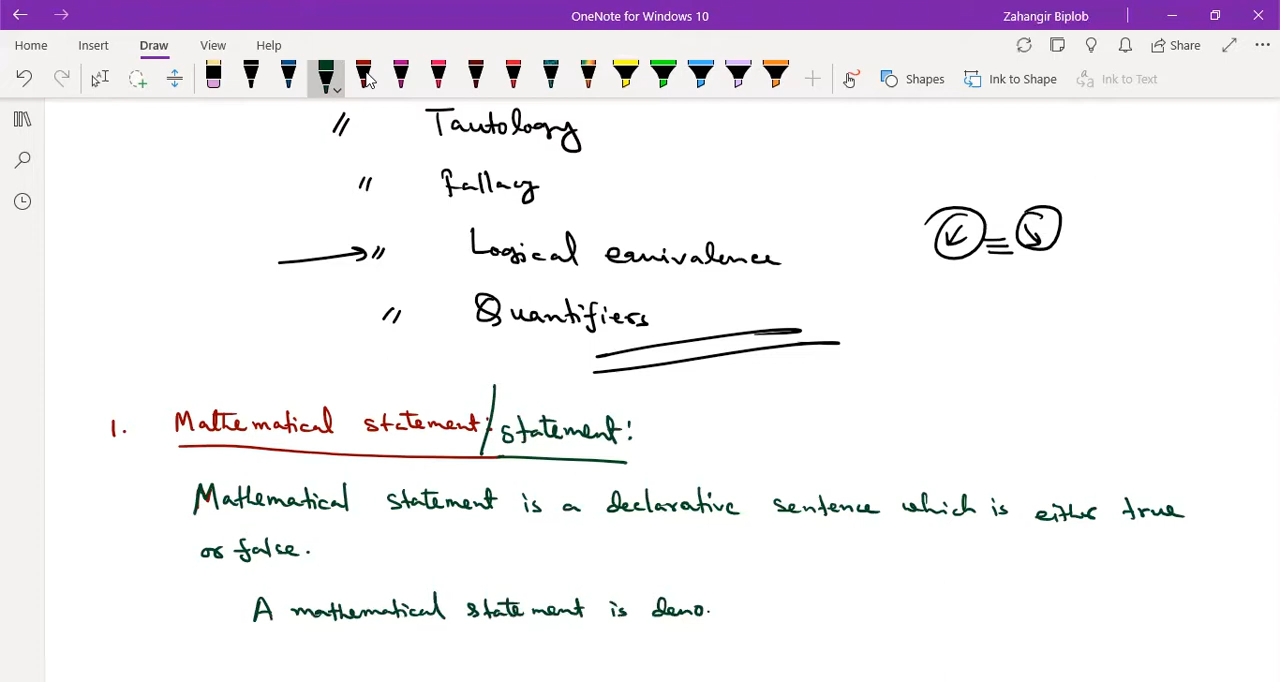 OneNote for Windows 10
Zahangir Biplob
Home Insert Draw View Help
Share
Shapes Ink to Shape Ink to Text
〃 Tautology
〃 Fallacy
〃 Logical equivalence
≡
〃 Quantifiers
1. Mathematical statement:/statement:
Mathematical statement is a declarative sentence which is either true
or false.
A mathematical statement is deno.